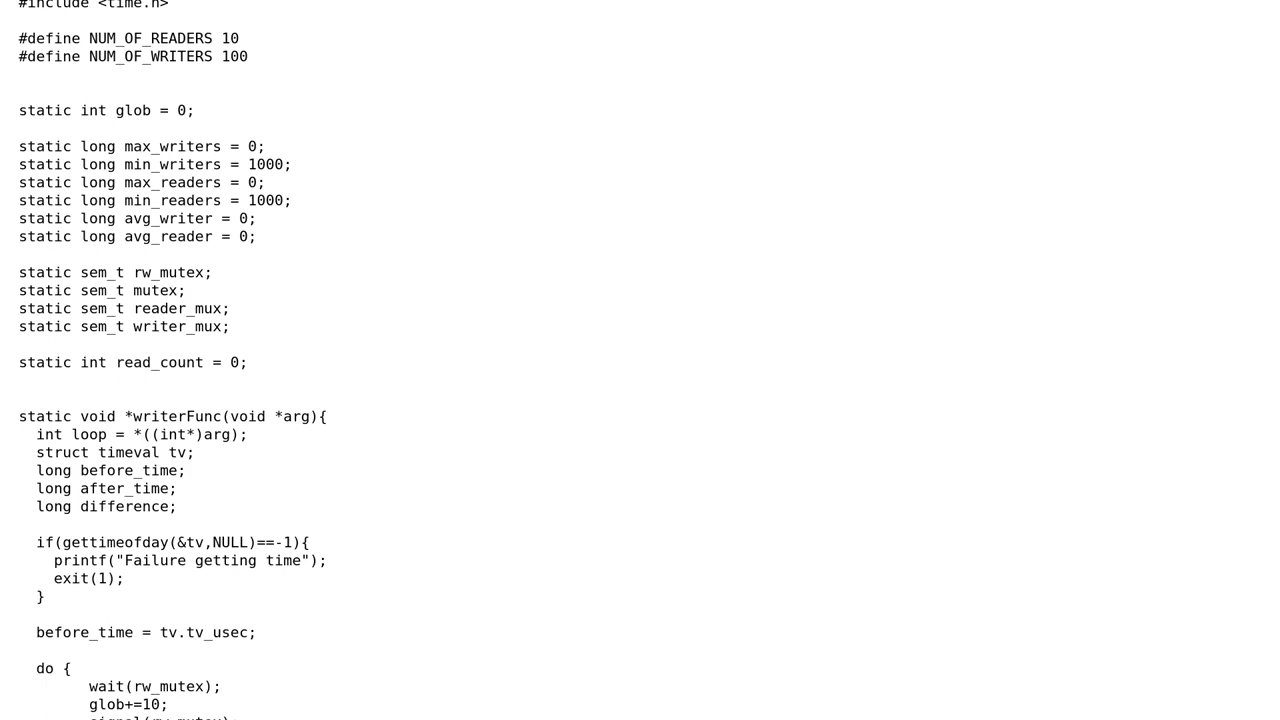 #include <time.h>
#define NUM_OF_READERS 10
#define NUM_OF_WRITERS 100
static int glob = 0;
static long max_writers = 0;
static long min_writers = 1000;
static long max_readers = 0;
static long min_readers = 1000;
static long avg_writer = 0;
static long avg_reader = 0;
static sem_t rw_mutex;
static sem_t mutex;
static sem_t reader_mux;
static sem_t writer_mux;
static int read_count = 0;
static void *writerFunc(void *arg){
int loop = *((int*)arg);
struct timeval tv;
long before_time;
long after_time;
long difference;
if(gettimeofday(&tv,NULL)==-1){
printf("Failure getting time");
exit(1);
}
before_time = tv.tv_usec;
do {
wait(rw_mutex);
glob+=10;
signal(rw_mutex);